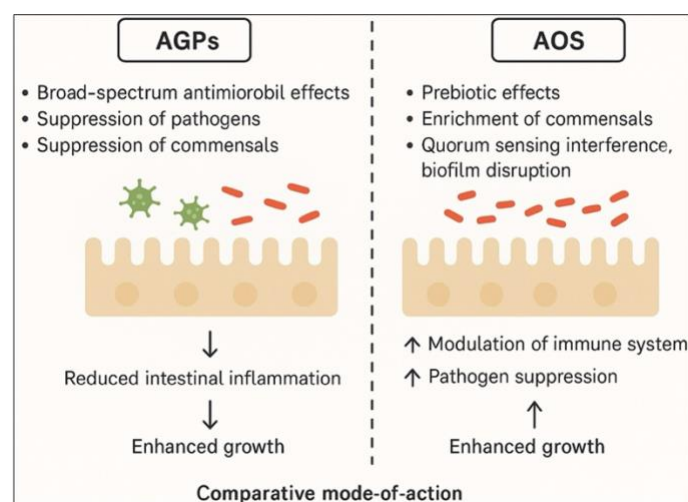 AGPs
• Broad-spectrum antimiorobil effects
• Suppression of pathogens
• Suppression of commensals
↓
Reduced intestinal inflammation
↓
Enhanced growth
AOS
• Prebiotic effects
• Enrichment of commensals
• Quorum sensing interference,
biofilm disruption
↑ Modulation of immune system
↑ Pathogen suppression
↑
Enhanced growth
Comparative mode-of-action